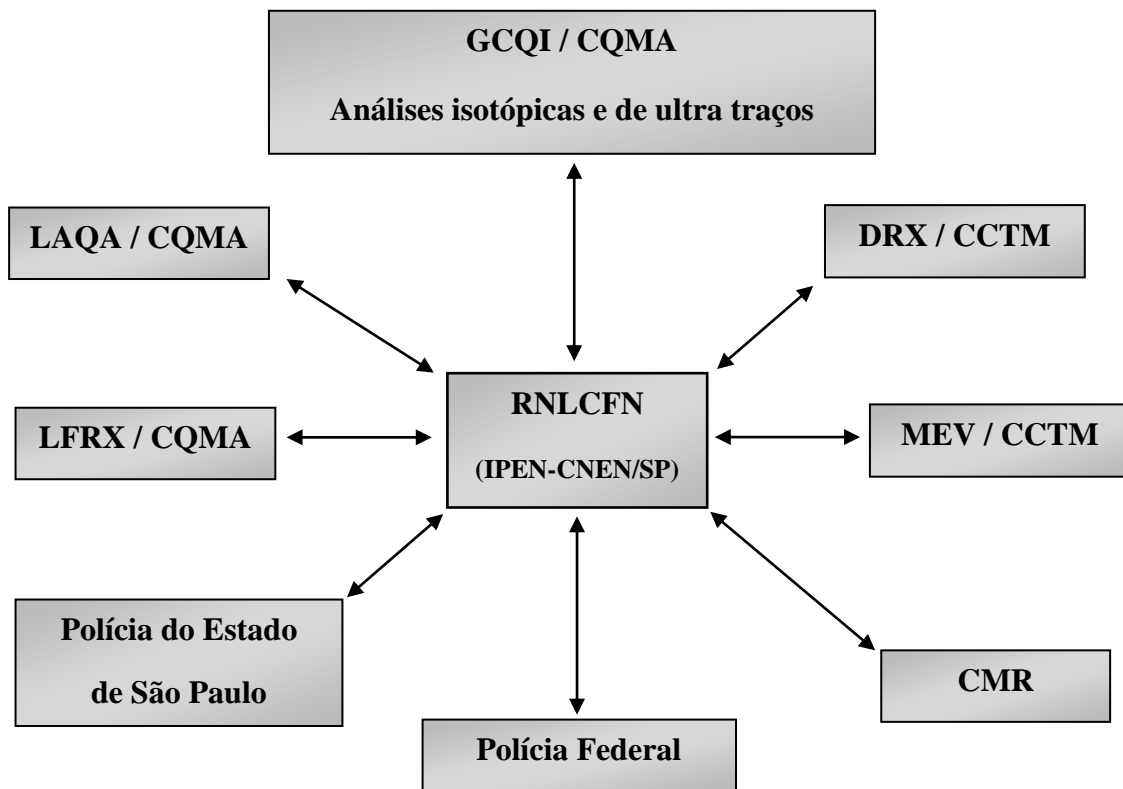 GCQI / CQMA
Análises isotópicas e de ultra traços
LAQA / CQMA
DRX / CCTM
RNLCFN
(IPEN-CNEN/SP)
LFRX / CQMA
MEV / CCTM
Polícia do Estado
de São Paulo
CMR
Polícia Federal